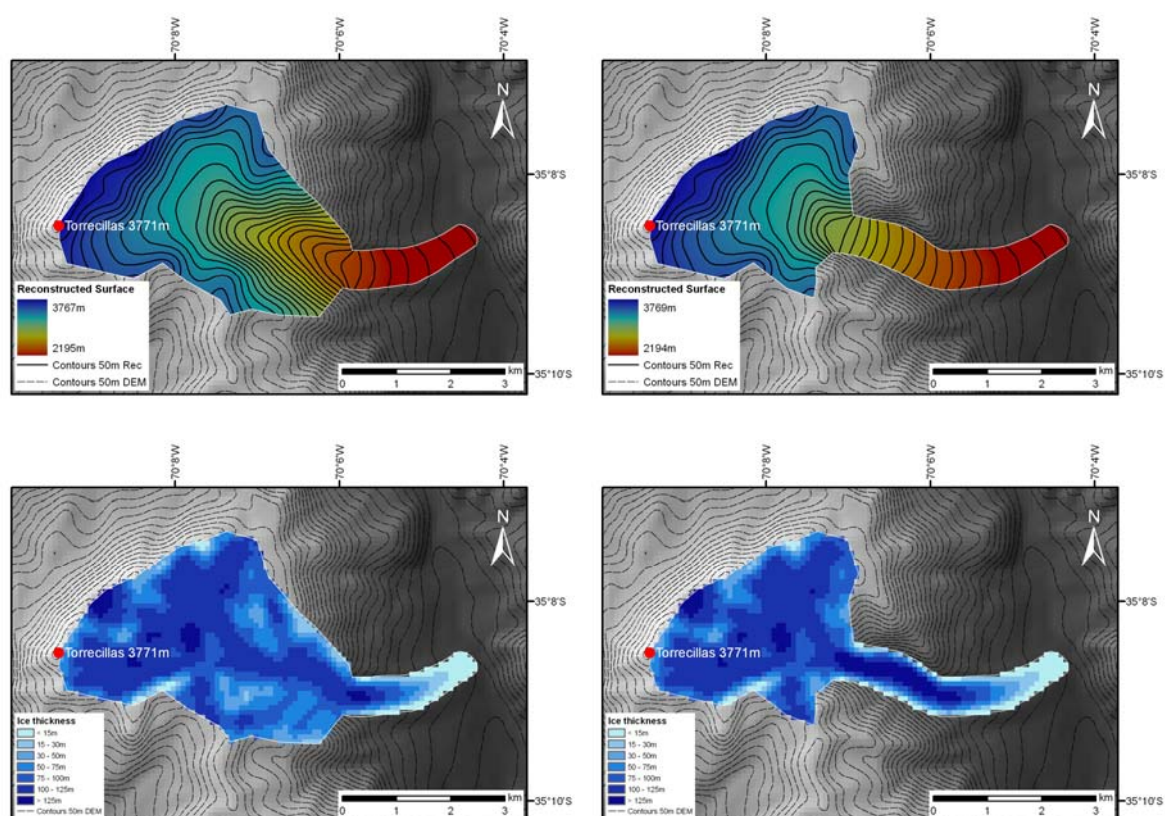 70°8'W
70°6'W
70°4'W
N
35°8'S
Torrecillas 3771m
Reconstructed Surface
3767m
2195m
Contours 50m Rec
Contours 50m DEM
km
0 1 2 3
35°10'S
70°8'W
70°6'W
70°4'W
N
35°8'S
Torrecillas 3771m
Reconstructed Surface
3769m
2194m
Contours 50m Rec
Contours 50m DEM
km
0 1 2 3
35°10'S
70°8'W
70°6'W
70°4'W
N
35°8'S
Torrecillas 3771m
Ice thickness
< 15m
15 - 30m
30 - 50m
50 - 75m
75 - 100m
100 - 125m
> 125m
Contours 50m DEM
km
0 1 2 3
35°10'S
70°8'W
70°6'W
70°4'W
N
35°8'S
Torrecillas 3771m
Ice thickness
< 15m
15 - 30m
30 - 50m
50 - 75m
75 - 100m
100 - 125m
> 125m
Contours 50m DEM
km
0 1 2 3
35°10'S